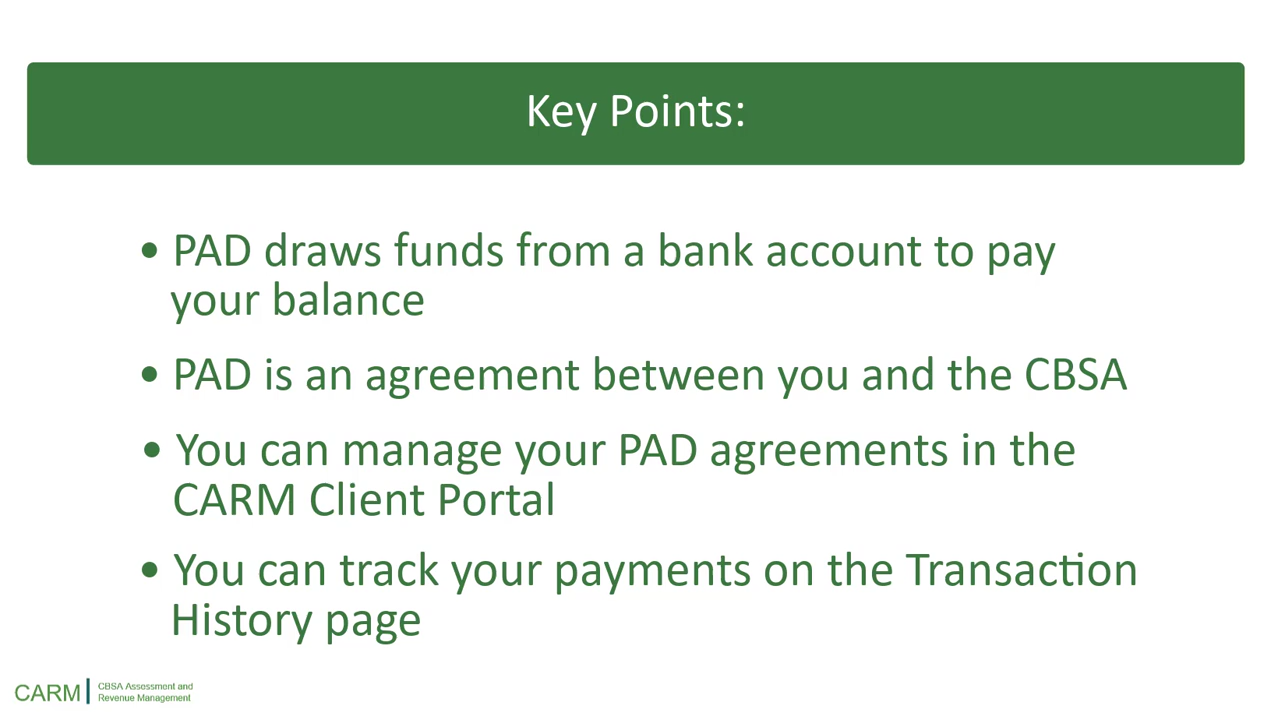 Key Points:
• PAD draws funds from a bank account to pay
your balance
• PAD is an agreement between you and the CBSA
• You can manage your PAD agreements in the
CARM Client Portal
• You can track your payments on the Transaction
History page
CARM
CBSA Assessment and
Revenue Management